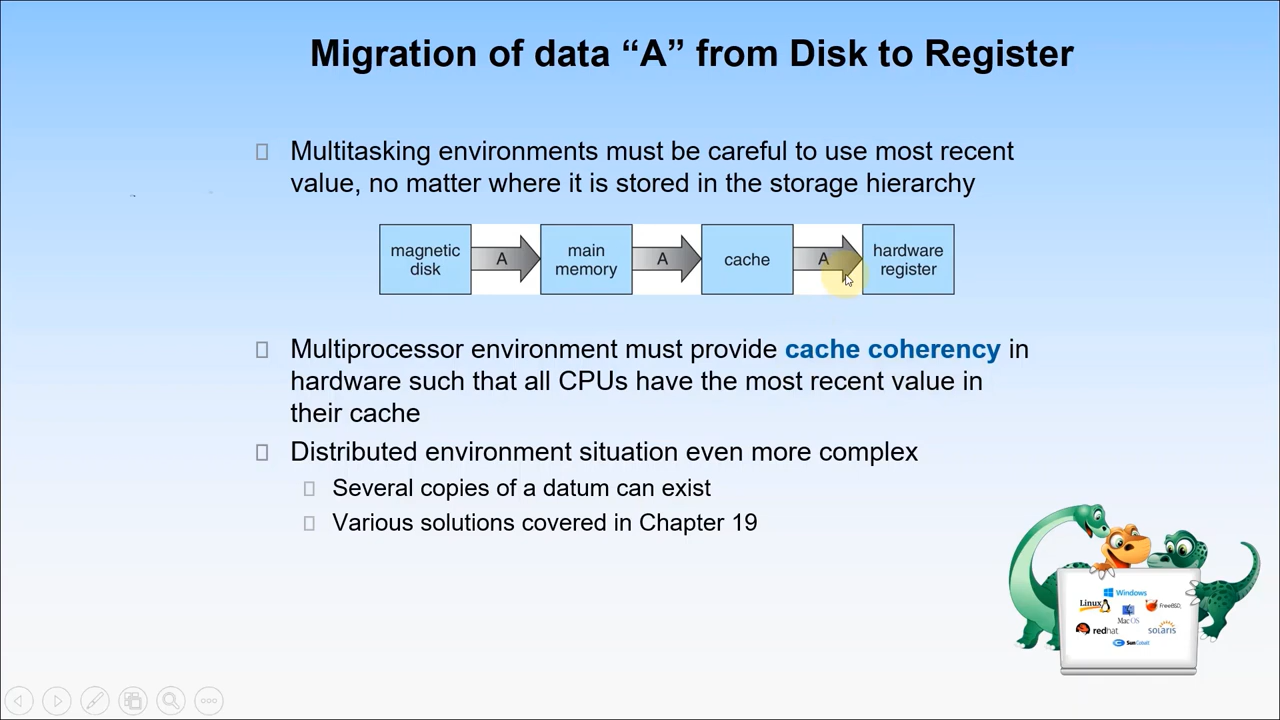 Migration of data “A” from Disk to Register
Multitasking environments must be careful to use most recent
value, no matter where it is stored in the storage hierarchy
magnetic
disk
A
main
memory
A
cache
A
hardware
register
Multiprocessor environment must provide cache coherency in
hardware such that all CPUs have the most recent value in
their cache
Distributed environment situation even more complex
Several copies of a datum can exist
Various solutions covered in Chapter 19
Windows
Linux
FreeBSD
Mac OS
redhat
solaris
SunCobalt